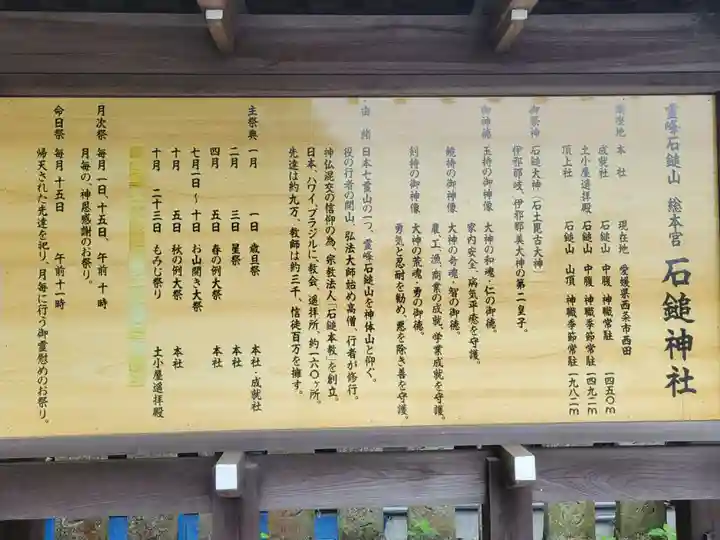 霊峰石鎚山 総本宮 石鎚神社
鎮座地 本社 現在地 愛媛県西条市西田
成就社 石鎚山 中腹 神職常駐 一四五〇m
土小屋遥拝殿 石鎚山 中腹 神職季節常駐 一四九二m
頂上社 石鎚山 山頂 神職季節常駐 一九八二m
御祭神 石鎚大神(石土毘古大神)
伊邪那岐、伊邪那美大神の第二皇子。
御神徳 玉持の御神像 大神の和魂・仁の御徳。
家内安全、病気平癒を守護。
鏡持の御神像 大神の奇魂・智の御徳。
農、工、漁、商業の成就、学業成就を守護。
剣持の御神像 大神の荒魂・勇の御徳。
勇気と忍耐を勧め、悪を除き善を守護。
由緒 日本七霊山の一つ、霊峰石鎚山を神体山と仰ぐ。
役の行者の開山、弘法大師始め高僧、行者が修行。
神仏混交の信仰の為、宗教法人「石鎚本教」を創立。
日本、ハワイ、ブラジルに、教会、遥拝所、約一六〇ヶ所。
先達は約九万、教師は約三千、信徒百万を擁す。
主祭典 一月 一日 歳旦祭 本社・成就社
二月 三日 星祭 本社
四月 五日 春の例大祭 本社
七月一日~十日 お山開き大祭
十月 五日 秋の例大祭 本社
十月 二十三日 もみじ祭り 土小屋遥拝殿
月次祭 毎月 一日、十五日、 午前 十時
月毎の、神恩感謝のお祭り。
命日祭 毎月 十五日 午前 十一時
帰天された先達を祀り、月毎に行う御霊慰めのお祭り。